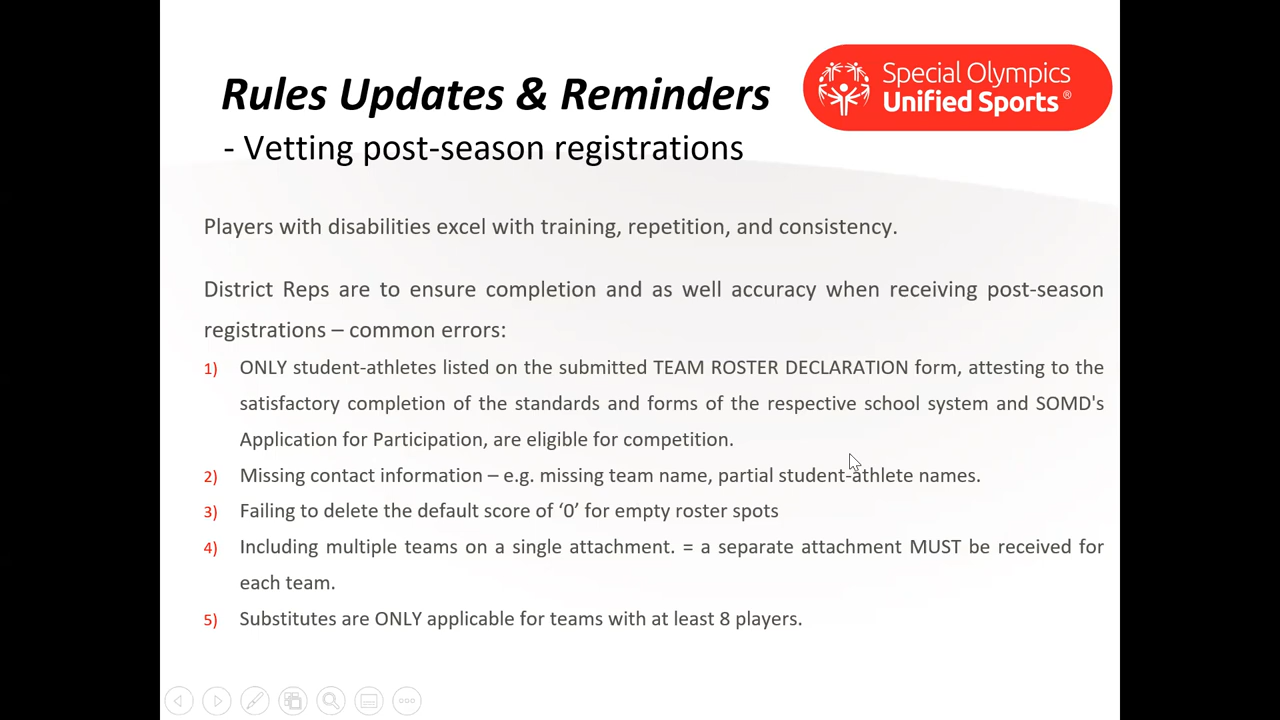 Rules Updates & Reminders
Special Olympics
Unified Sports®
- Vetting post-season registrations
Players with disabilities excel with training, repetition, and consistency.
District Reps are to ensure completion and as well accuracy when receiving post-season
registrations – common errors:
1) ONLY student-athletes listed on the submitted TEAM ROSTER DECLARATION form, attesting to the
satisfactory completion of the standards and forms of the respective school system and SOMD's
Application for Participation, are eligible for competition.
2) Missing contact information – e.g. missing team name, partial student-athlete names.
3) Failing to delete the default score of ‘0’ for empty roster spots
4) Including multiple teams on a single attachment. = a separate attachment MUST be received for
each team.
5) Substitutes are ONLY applicable for teams with at least 8 players.